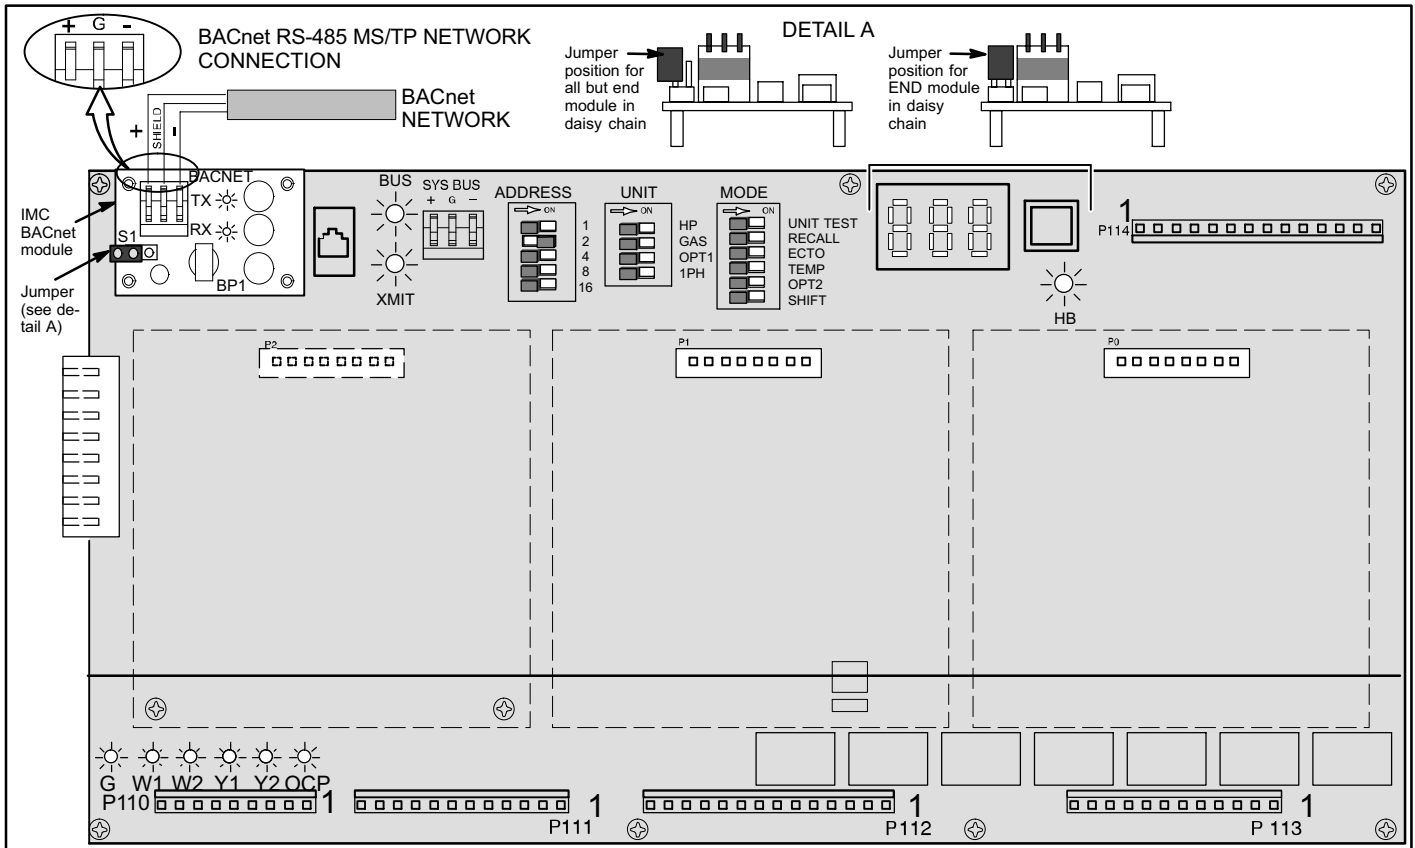 + G -
BACnet RS-485 MS/TP NETWORK
CONNECTION
DETAIL A
Jumper
position for
all but end
module in
daisy chain
Jumper
position for
END module
in daisy
chain
BACnet
NETWORK
+ SHIELD -
IMC
BACnet
module
Jumper
(see de-
tail A)
BACNET
TX
RX
S1
BP1
BUS
XMIT
SYS BUS
+ G -
ADDRESS
ON
1
2
4
8
16
UNIT
ON
HP
GAS
OPT1
1PH
MODE
ON
UNIT TEST
RECALL
ECTO
TEMP
OPT2
SHIFT
HB
1
P114
P2
P1
P0
G W1 W2 Y1 Y2 OCP
P110 1
P111 1
P112 1
P 113 1